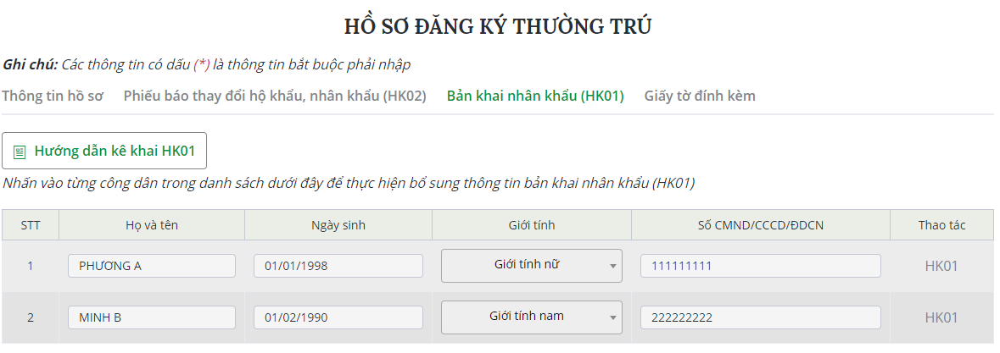 HỒ SƠ ĐĂNG KÝ THƯỜNG TRÚ
Ghi chú: Các thông tin có dấu (*) là thông tin bắt buộc phải nhập
Thông tin hồ sơ Phiếu báo thay đổi hộ khẩu, nhân khẩu (HK02) Bản khai nhân khẩu (HK01) Giấy tờ đính kèm
Hướng dẫn kê khai HK01
Nhấn vào từng công dân trong danh sách dưới đây để thực hiện bổ sung thông tin bản khai nhân khẩu (HK01)
STT Họ và tên Ngày sinh Giới tính Số CMND/CCCD/ĐDCN Thao tác
1 PHƯƠNG A 01/01/1998 Giới tính nữ 111111111 HK01
2 MINH B 01/02/1990 Giới tính nam 222222222 HK01